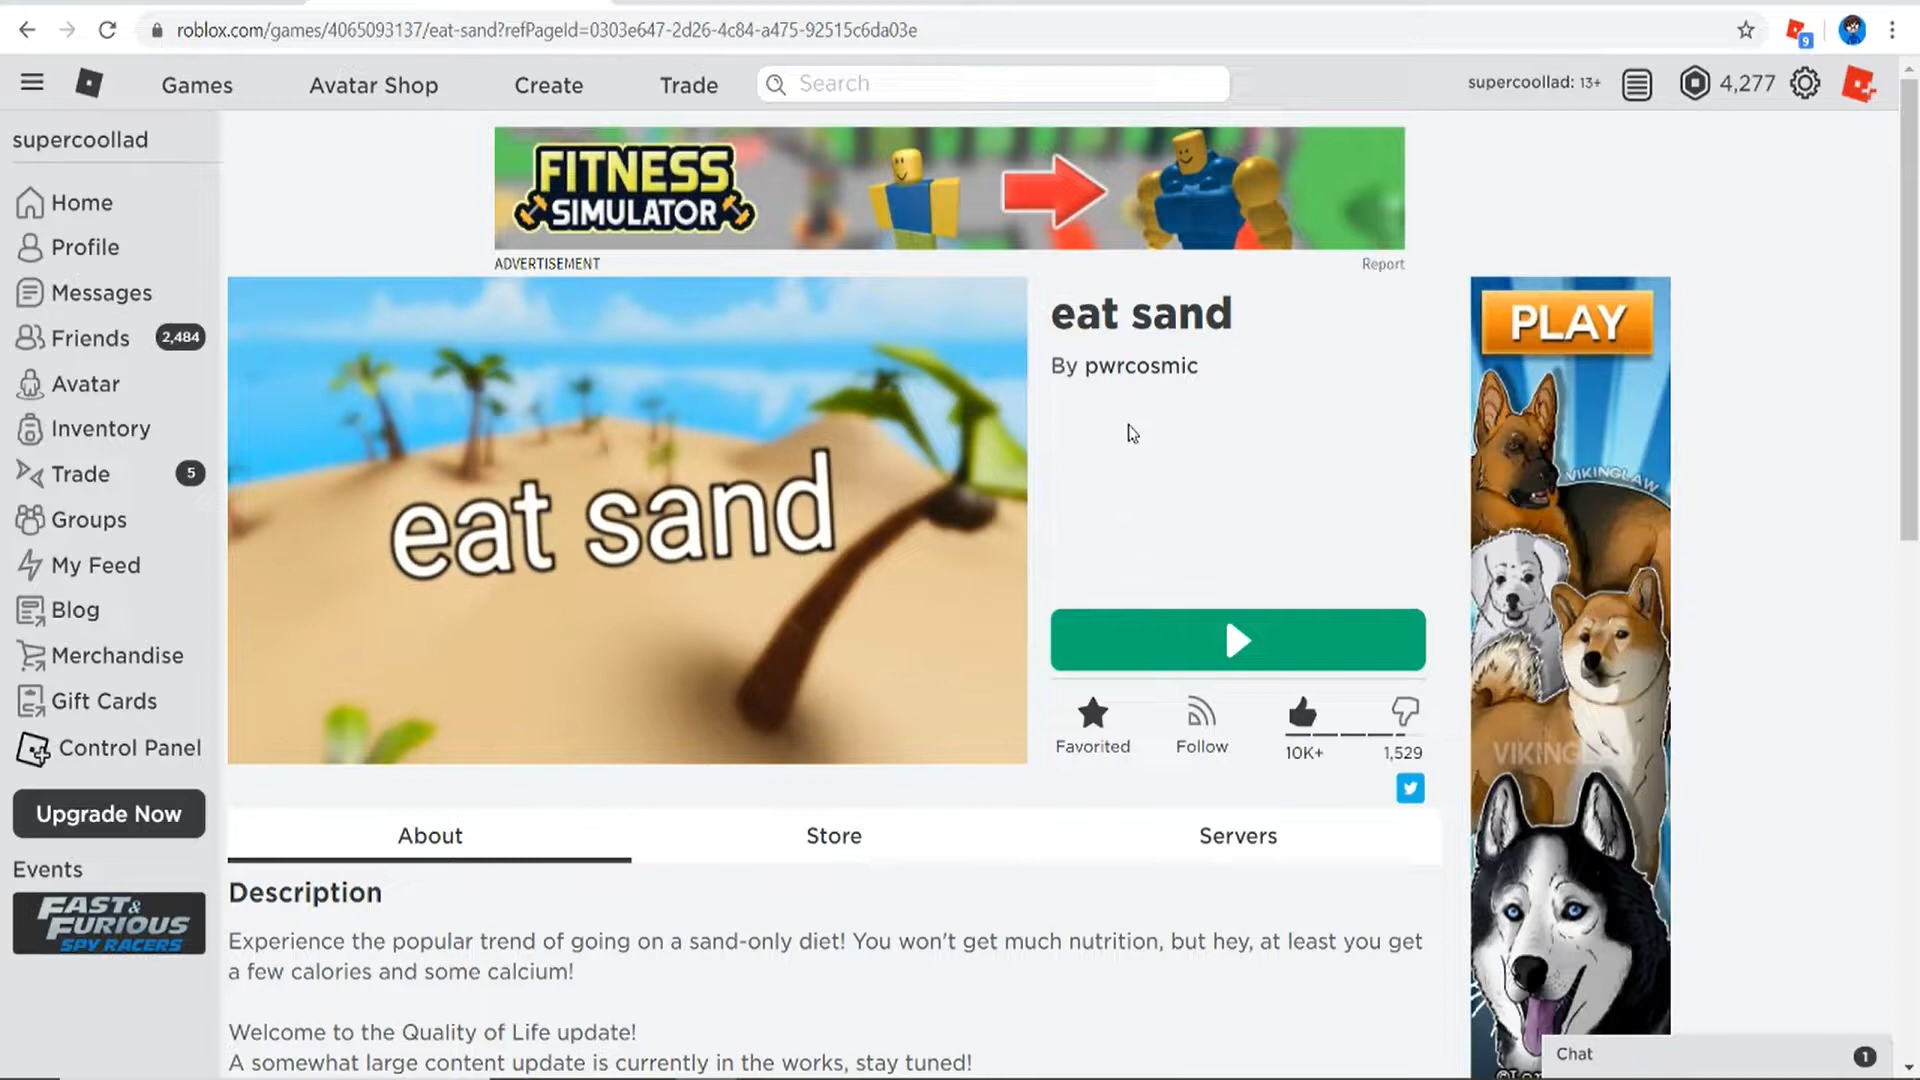 roblox.com/games/4065093137/eat-sand?refPageId=0303e647-2d26-4c84-a475-92515c6da03e
9
Games
Avatar Shop
Create
Trade
Search
supercoollad: 13+
4,277
supercoollad
Home
Profile
Messages
Friends 2,484
Avatar
Inventory
Trade 5
Groups
My Feed
Blog
Merchandise
Gift Cards
Control Panel
Upgrade Now
Events
FAST &
FURIOUS
SPY RACERS
FITNESS
SIMULATOR
ADVERTISEMENT
Report
eat sand
eat sand
By pwrcosmic
Favorited
Follow
10K+
1,529
PLAY
VIKINGLAW
VIKINGLAW
About
Store
Servers
Description
Experience the popular trend of going on a sand-only diet! You won't get much nutrition, but hey, at least you get
a few calories and some calcium!
Welcome to the Quality of Life update!
A somewhat large content update is currently in the works, stay tuned!
Chat 1